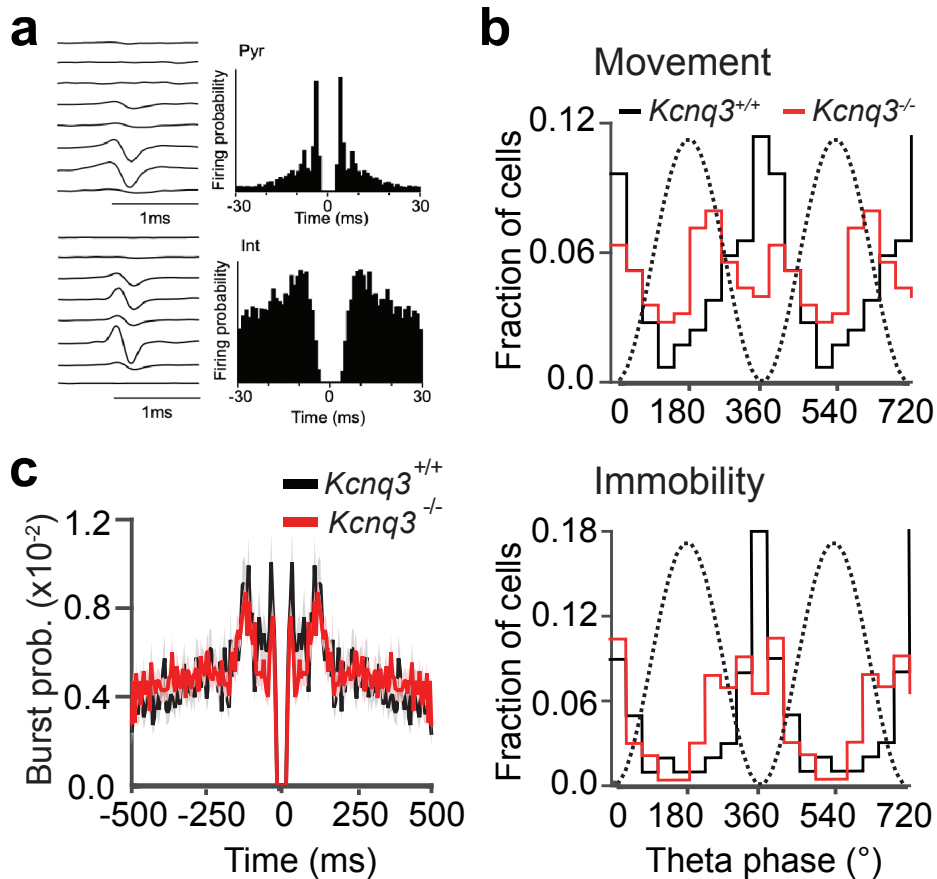 a
Pyr
Firing probability
-30 0 30
Time (ms)
1ms
Int
Firing probability
-30 0 30
Time (ms)
1ms
b
Movement
Kcnq3+/+ Kcnq3-/-
Fraction of cells
0.12
0.06
0.0
0 180 360 540 720
Immobility
Fraction of cells
0.18
0.12
0.06
0.0
0 180 360 540 720
Theta phase (°)
c
Kcnq3+/+
Kcnq3-/-
Burst prob. (x10-2)
1.2
0.8
0.4
0.0
-500 -250 0 250 500
Time (ms)